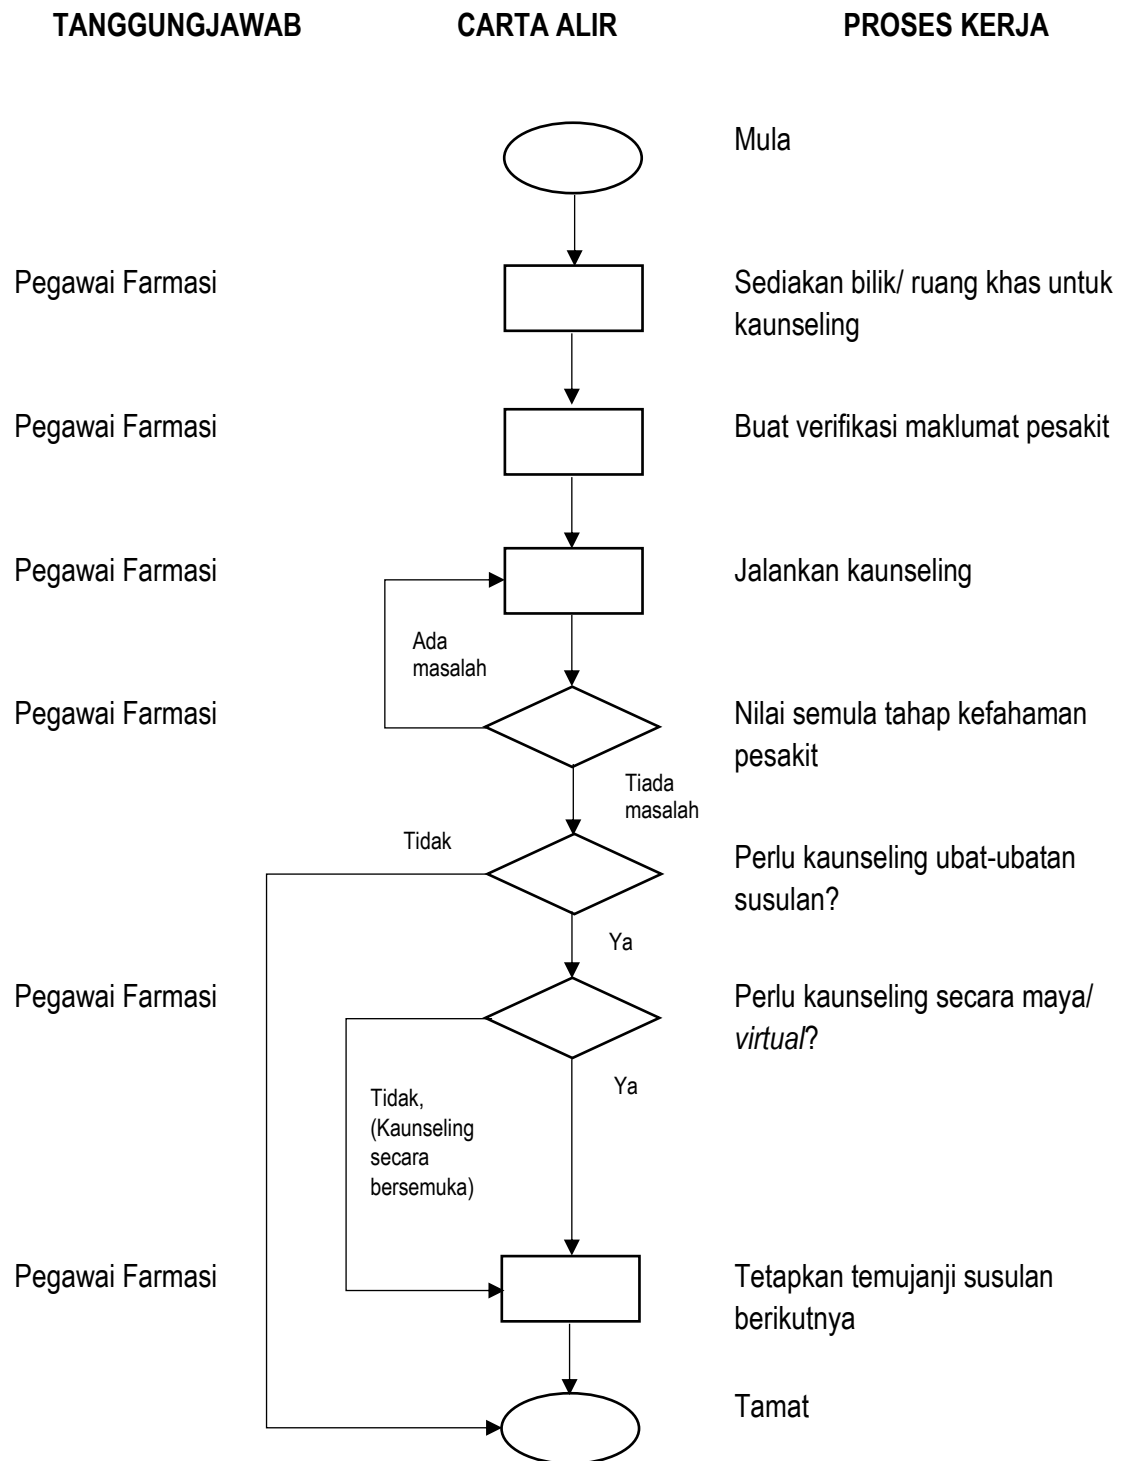 TANGGUNGJAWAB CARTA ALIR PROSES KERJA
Mula
Pegawai Farmasi
Sediakan bilik/ ruang khas untuk
kaunseling
Pegawai Farmasi
Buat verifikasi maklumat pesakit
Pegawai Farmasi
Jalankan kaunseling
Ada
masalah
Pegawai Farmasi
Nilai semula tahap kefahaman
pesakit
Tiada
masalah
Tidak
Perlu kaunseling ubat-ubatan
susulan?
Ya
Pegawai Farmasi
Perlu kaunseling secara maya/
virtual?
Ya
Tidak,
(Kaunseling
secara
bersemuka)
Pegawai Farmasi
Tetapkan temujanji susulan
berikutnya
Tamat